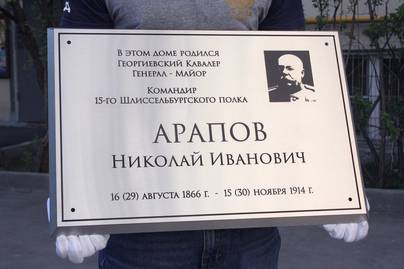 В этом доме родился
Георгиевский Кавалер
Генерал - Майор
Командир
15-го Шлиссельбургского полка
АРАПОВ
Николай Иванович
16 (29) августа 1866 г. - 15 (30) ноября 1914 г.